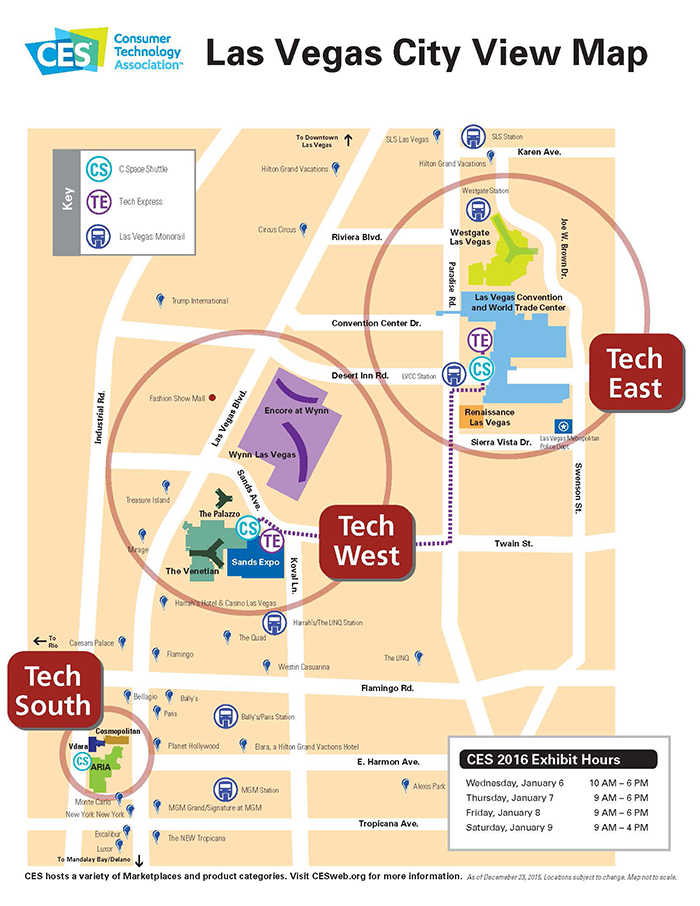 CES
Consumer
Technology
Association™
Las Vegas City View Map
Key
CS
C Space Shuttle
TE
Tech Express
Las Vegas Monorail
To Downtown
Las Vegas
SLS Las Vegas
SLS Station
Karen Ave.
Hilton Grand Vacations
Hilton Grand Vacations
Westgate Station
Circus Circus
Riviera Blvd.
Westgate
Las Vegas
Joe W. Brown Dr.
Paradise Rd.
Trump International
Las Vegas Convention
and World Trade Center
Convention Center Dr.
TE
Tech
East
Desert Inn Rd.
LVCC Station
CS
Fashion Show Mall
Las Vegas Blvd.
Industrial Rd.
Encore at Wynn
Renaissance
Las Vegas
Sierra Vista Dr.
Las Vegas Metropolitan
Police Dept.
Wynn Las Vegas
Swenson St.
Sands Ave.
Treasure Island
The Palazzo
CS
TE
Tech
West
Mirage
Twain St.
The Venetian
Sands Expo
Koval Ln.
Harrah's Hotel & Casino Las Vegas
Harrah's/The LINQ Station
To
Rio
Caesars Palace
The Quad
Flamingo
Westin Casuarina
The LINQ
Tech
South
Flamingo Rd.
Bellagio
Bally's
Paris
Bally's/Paris Station
Cosmopolitan
Vdara
CS
ARIA
Planet Hollywood
Elara, a Hilton Grand Vactions Hotel
E. Harmon Ave.
MGM Station
Alexis Park
Monte Carlo
New York New York
MGM Grand/Signature at MGM
Tropicana Ave.
Excalibur
The NEW Tropicana
Luxor
To Mandalay Bay/Delano
CES 2016 Exhibit Hours
Wednesday, January 6 10 AM – 6 PM
Thursday, January 7 9 AM – 6 PM
Friday, January 8 9 AM – 6 PM
Saturday, January 9 9 AM – 4 PM
CES hosts a variety of Marketplaces and product categories. Visit CESweb.org for more information. As of December 23, 2015. Locations subject to change. Map not to scale.